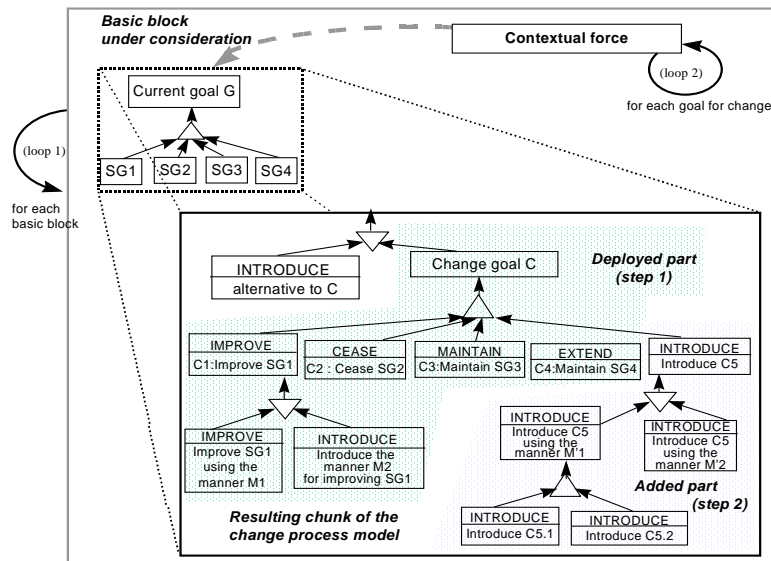 Basic block
under consideration
Contextual force
(loop 2)
for each goal for change
Current goal G
(loop 1)
SG1
SG2
SG3
SG4
for each
basic block
INTRODUCE
alternative to C
Change goal C
Deployed part
(step 1)
IMPROVE
C1:Improve SG1
CEASE
C2 : Cease SG2
MAINTAIN
C3:Maintain SG3
EXTEND
C4:Maintain SG4
INTRODUCE
Introduce C5
IMPROVE
Improve SG1
using the
manner M1
INTRODUCE
Introduce the
manner M2
for improving SG1
INTRODUCE
Introduce C5
using the
manner M'1
INTRODUCE
Introduce C5
using the
manner M'2
Added part
(step 2)
Resulting chunk of the
change process model
INTRODUCE
Introduce C5.1
INTRODUCE
Introduce C5.2